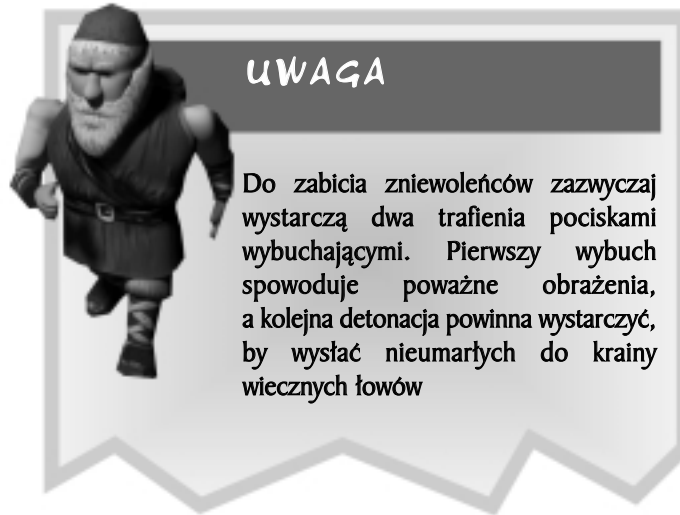 UWAGA
Do zabicia zniewoleńców zazwyczaj
wystarczą dwa trafienia pociskami
wybuchającymi. Pierwszy wybuch
spowoduje poważne obrażenia,
a kolejna detonacja powinna wystarczyć,
by wysłać nieumarłych do krainy
wiecznych łowów